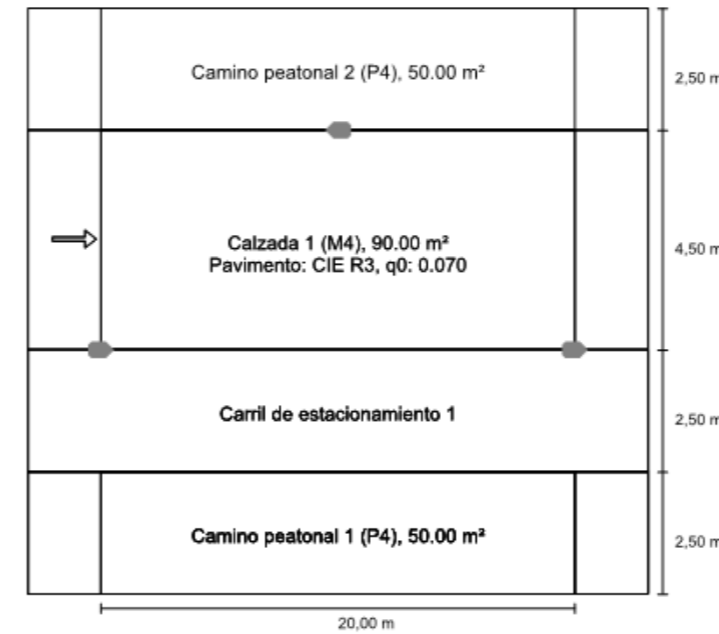 Camino peatonal 2 (P4), 50.00 m²
2,50 m
Calzada 1 (M4), 90.00 m²
Pavimento: CIE R3, q0: 0.070
4,50 m
Carril de estacionamiento 1
2,50 m
Camino peatonal 1 (P4), 50.00 m²
2,50 m
20,00 m